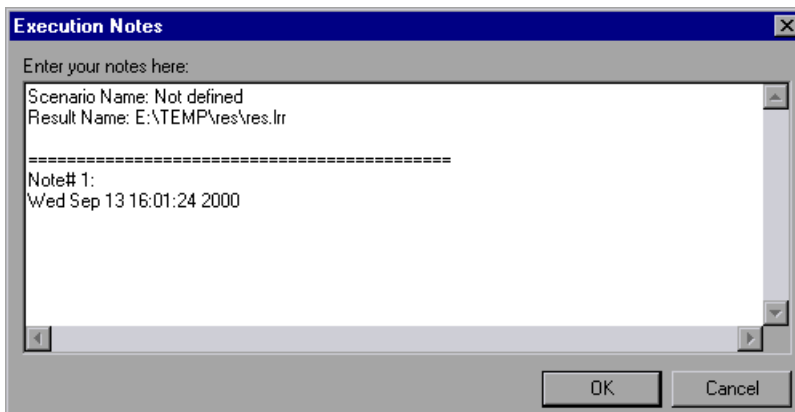 Execution Notes
Enter your notes here:
Scenario Name: Not defined
Result Name: E:\TEMP\res\res.lrr
============================================
Note# 1:
Wed Sep 13 16:01:24 2000
OK
Cancel